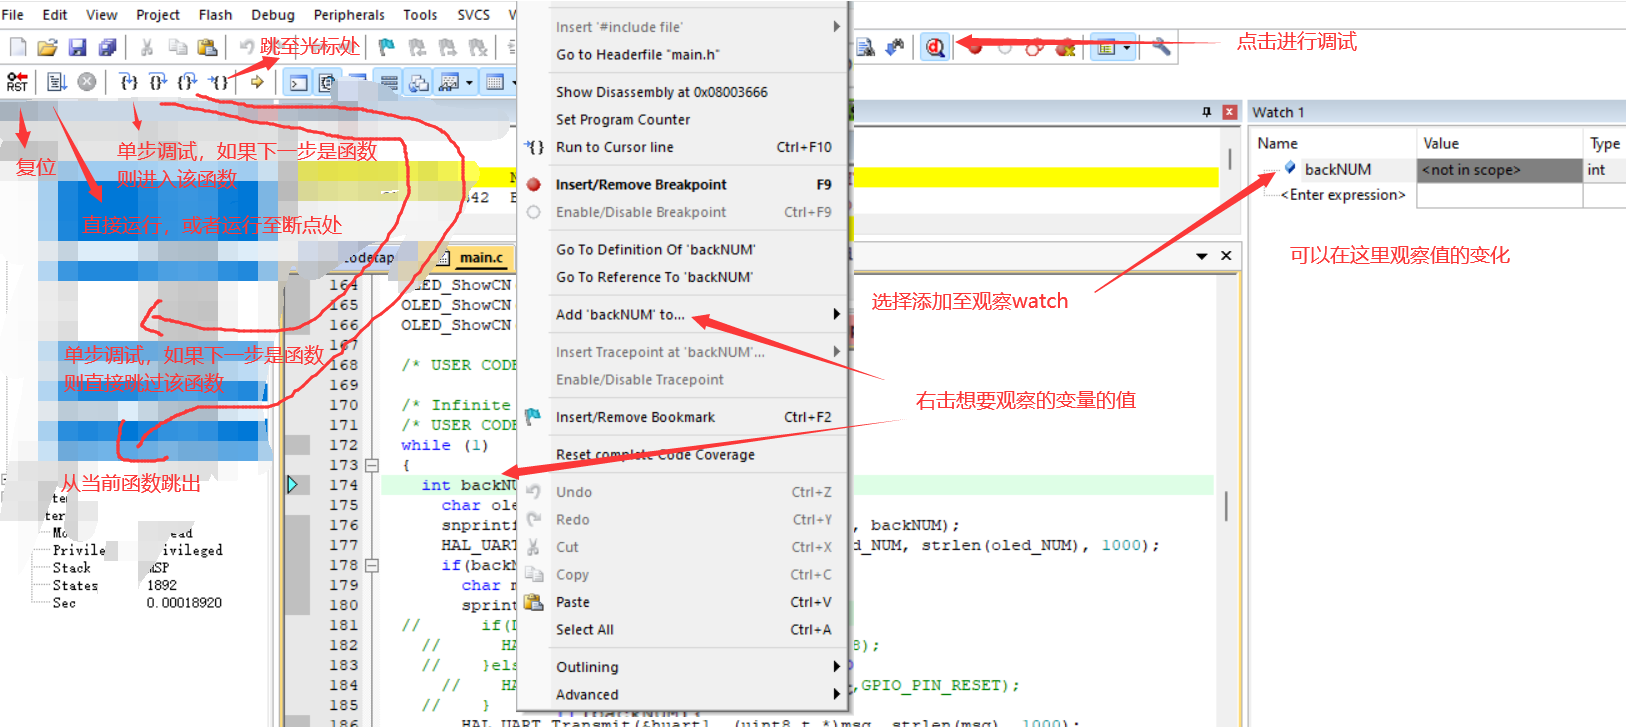 File Edit View Project Flash Debug Peripherals Tools SVCS
跳至光标处
点击进行调试
RST
复位
单步调试，如果下一步是函数
则进入该函数
直接运行，或者运行至断点处
单步调试，如果下一步是函数
则直接跳过该函数
从当前函数跳出
Privile
ivileged
Stack
MSP
States 1892
Sec 0.00018920
main.c
164 OLED_ShowCN
165 OLED_ShowCN
166 OLED_ShowCN
167
168 /* USER CODE
169
170 /* Infinite
171 /* USER CODE
172 while (1)
173 {
174 int backNU
175 char ole
176 snprintf , backNUM);
177 HAL_UART d_NUM, strlen(oled_NUM), 1000);
178 if(backN
179 char m
180 sprint
181 // if(
182 // HA 8);
183 // }els
184 // HA ,GPIO_PIN_RESET);
185 // }
186 HAL_UART_Transmit(&huart1, (uint8_t *)msg, strlen(msg), 1000);
Insert '#include file'
Go to Headerfile "main.h"
Show Disassembly at 0x08003666
Set Program Counter
Run to Cursor line Ctrl+F10
Insert/Remove Breakpoint F9
Enable/Disable Breakpoint Ctrl+F9
Go To Definition Of 'backNUM'
Go To Reference To 'backNUM'
Add 'backNUM' to...
Insert Tracepoint at 'backNUM'...
Enable/Disable Tracepoint
Insert/Remove Bookmark Ctrl+F2
Reset complete Code Coverage
Undo Ctrl+Z
Redo Ctrl+Y
Cut Ctrl+X
Copy Ctrl+C
Paste Ctrl+V
Select All Ctrl+A
Outlining
Advanced
Watch 1
Name Value Type
backNUM <not in scope> int
<Enter expression>
可以在这里观察值的变化
选择添加至观察watch
右击想要观察的变量的值